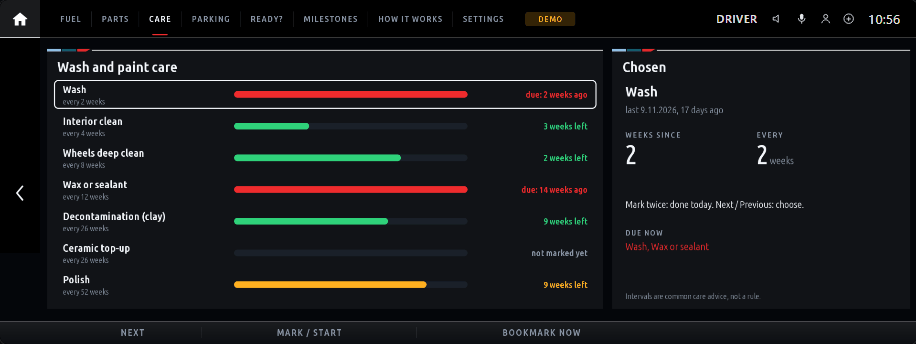 FUEL PARTS CARE PARKING READY? MILESTONES HOW IT WORKS SETTINGS DEMO DRIVER 10:56
Wash and paint care
Wash
every 2 weeks
due: 2 weeks ago
Interior clean
every 4 weeks
3 weeks left
Wheels deep clean
every 8 weeks
2 weeks left
Wax or sealant
every 12 weeks
due: 14 weeks ago
Decontamination (clay)
every 26 weeks
9 weeks left
Ceramic top-up
every 26 weeks
not marked yet
Polish
every 52 weeks
9 weeks left
Chosen
Wash
last 9.11.2026, 17 days ago
WEEKS SINCE EVERY
2 2 weeks
Mark twice: done today. Next / Previous: choose.
DUE NOW
Wash, Wax or sealant
Intervals are common care advice, not a rule.
NEXT MARK / START BOOKMARK NOW